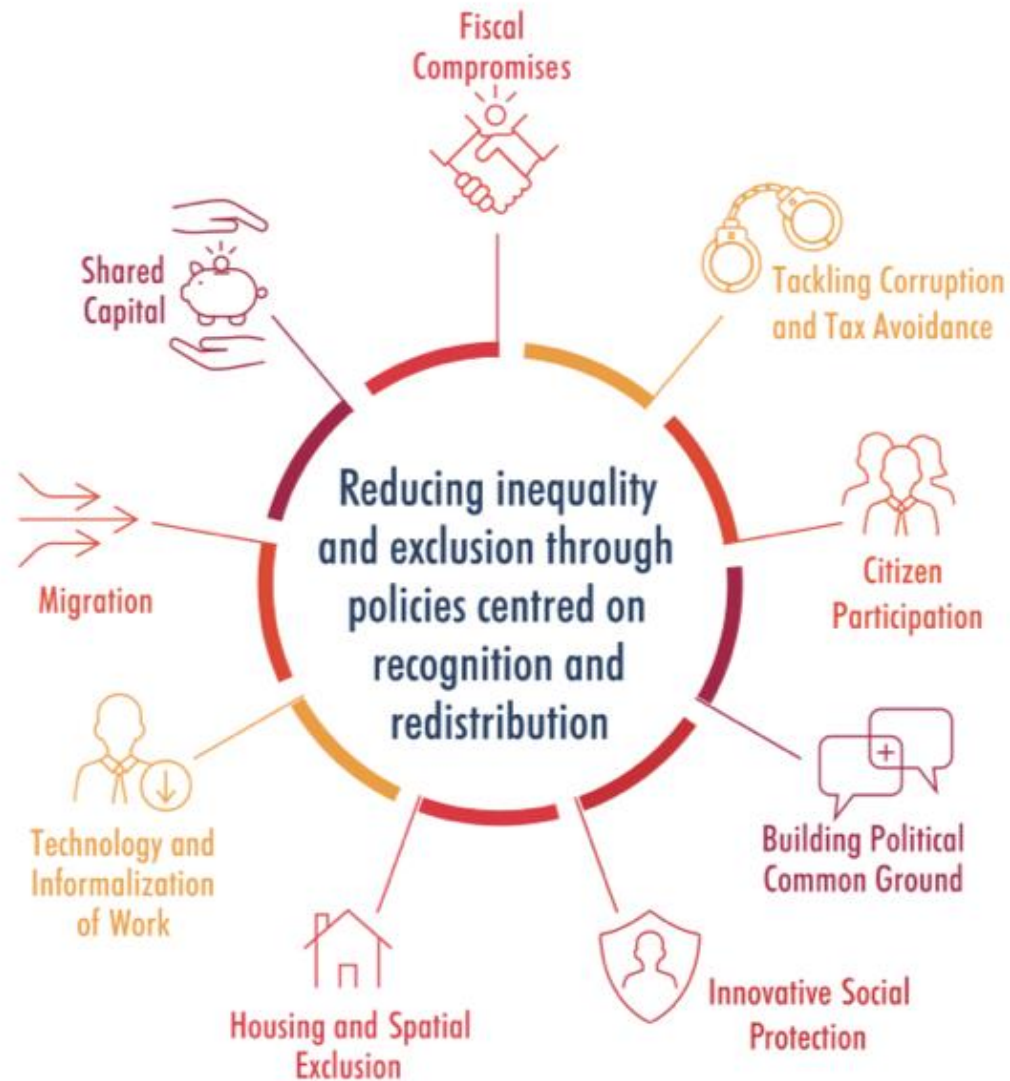 Fiscal
Compromises
Tackling Corruption
and Tax Avoidance
Citizen
Participation
Building Political
Common Ground
Innovative Social
Protection
Housing and Spatial
Exclusion
Technology and
Informalization
of Work
Migration
Shared
Capital
Reducing inequality
and exclusion through
policies centred on
recognition and
redistribution